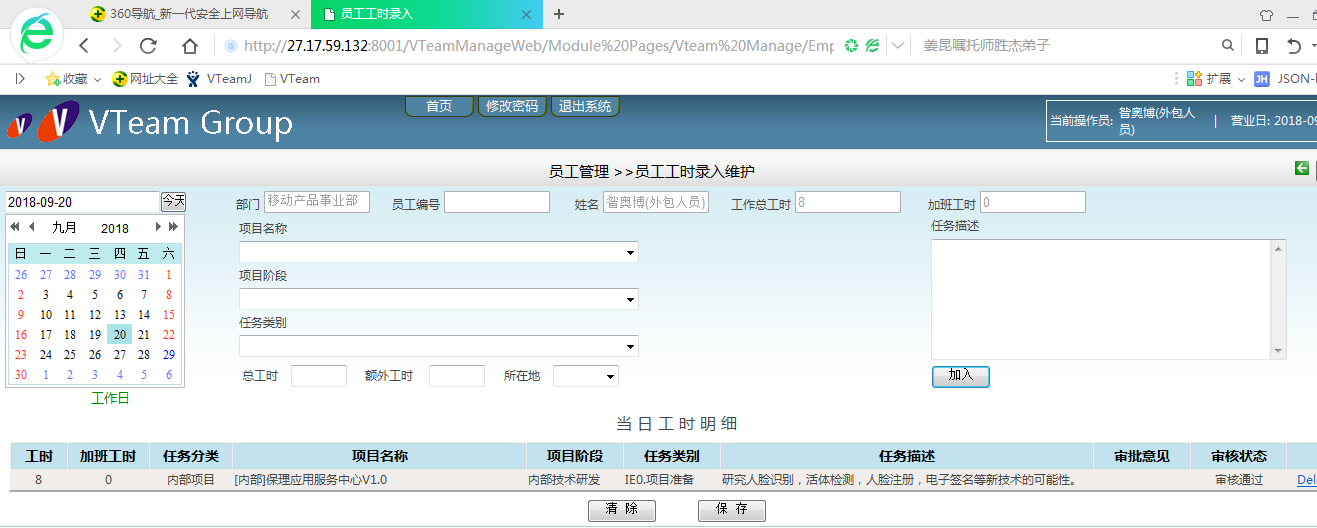 360导航_新一代安全上网导航
员工工时录入
http://27.17.59.132:8001/VTeamManageWeb/Module%20Pages/Vteam%20Manage/Emp
姜昆嘱托师胜杰弟子
收藏 网址大全 VTeamJ VTeam 扩展 JSON-
VTeam Group
首页 修改密码 退出系统
当前操作员: 昝奥博(外包人员) | 营业日: 2018-09
员工管理 >>员工工时录入维护
2018-09-20 今天
部门 移动产品事业部 员工编号 姓名 昝奥博(外包人员) 工作总工时 8 加班工时 0
九月 2018
日 一 二 三 四 五 六
26 27 28 29 30 31 1
2 3 4 5 6 7 8
9 10 11 12 13 14 15
16 17 18 19 20 21 22
23 24 25 26 27 28 29
30 1 2 3 4 5 6
工作日
项目名称
项目阶段
任务类别
总工时 额外工时 所在地
任务描述
加入
当日工时明细
工时 加班工时 任务分类 项目名称 项目阶段 任务类别 任务描述 审批意见 审核状态
8 0 内部项目 [内部]保理应用服务中心V1.0 内部技术研发 IE0.项目准备 研究人脸识别，活体检测，人脸注册，电子签名等新技术的可能性。 审核通过 Del
清 除 保 存